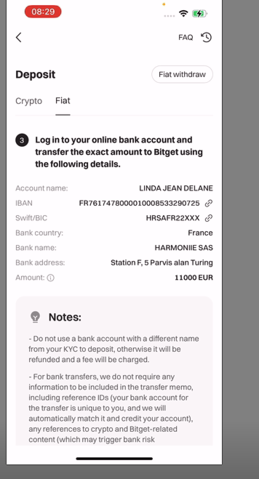 08:29
FAQ
Deposit
Fiat withdraw
Crypto Fiat
3 Log in to your online bank account and
transfer the exact amount to Bitget using
the following details.
Account name: LINDA JEAN DELANE
IBAN FR7617478000010008533290725
Swift/BIC HRSAFR22XXX
Bank country: France
Bank name: HARMONIIE SAS
Bank address: Station F, 5 Parvis alan Turing
Amount: 11000 EUR
Notes:
- Do not use a bank account with a different name
from your KYC to deposit, otherwise it will be
refunded and a fee will be charged.
- For bank transfers, we do not require any
information to be included in the transfer memo,
including reference IDs (your bank account for
the transfer is unique to you, and we will
automatically match it and credit your account),
any references to crypto and Bitget-related
content (which may trigger bank risk